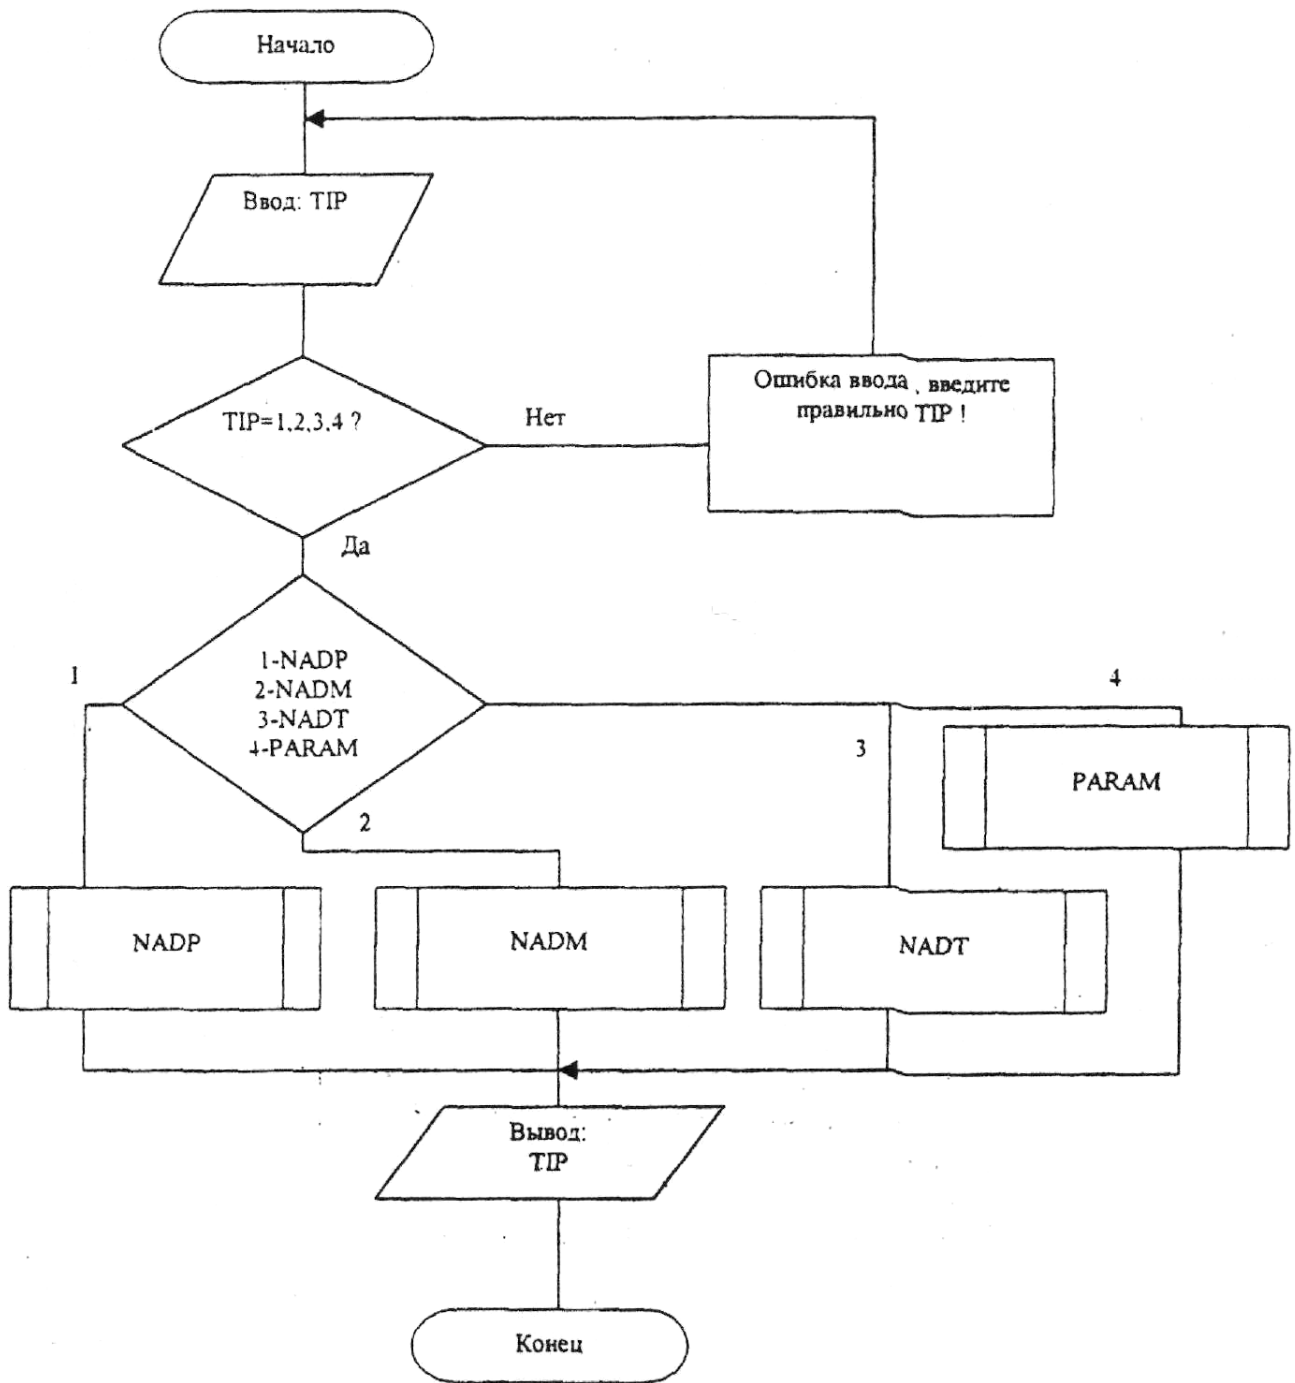 Начало
Ввод: TIP
Ошибка ввода, введите
правильно TIP !
TIP=1,2,3,4 ?
Нет
Да
1
1-NADP
2-NADM
3-NADT
4-PARAM
4
3
PARAM
2
NADP
NADM
NADT
Вывод:
TIP
Конец